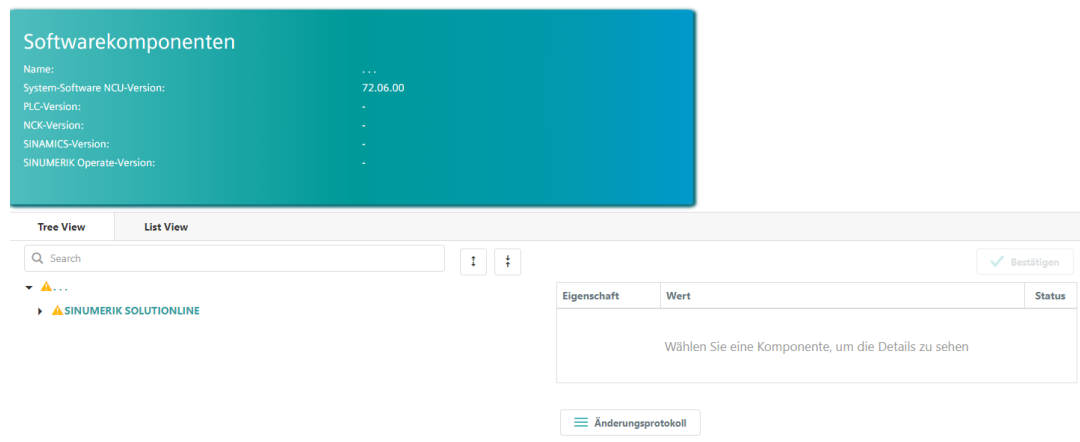 Softwarekomponenten
Name: ...
System-Software NCU-Version: 72.06.00
PLC-Version: -
NCK-Version: -
SINAMICS-Version: -
SINUMERIK Operate-Version: -
Tree View List View
Search
Bestätigen
...
SINUMERIK SOLUTIONLINE
Eigenschaft Wert Status
Wählen Sie eine Komponente, um die Details zu sehen
Änderungsprotokoll